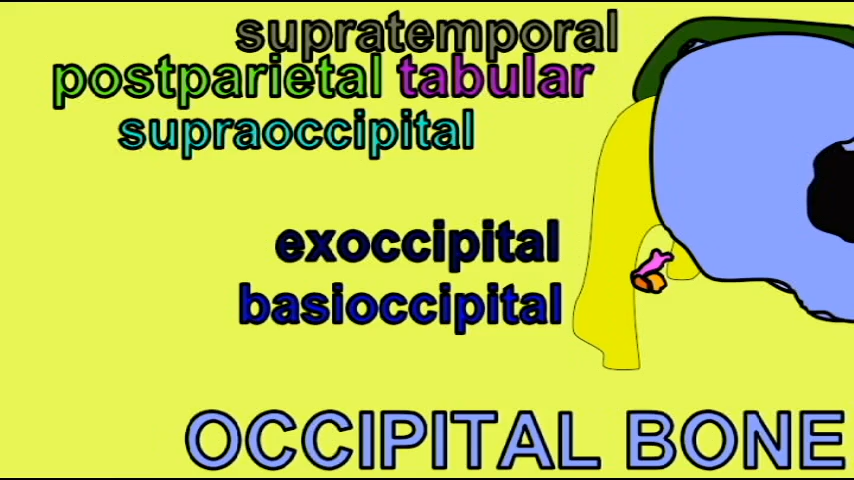 supratemporal
postparietal tabular
supraoccipital
exoccipital
basioccipital
OCCIPITAL BONE